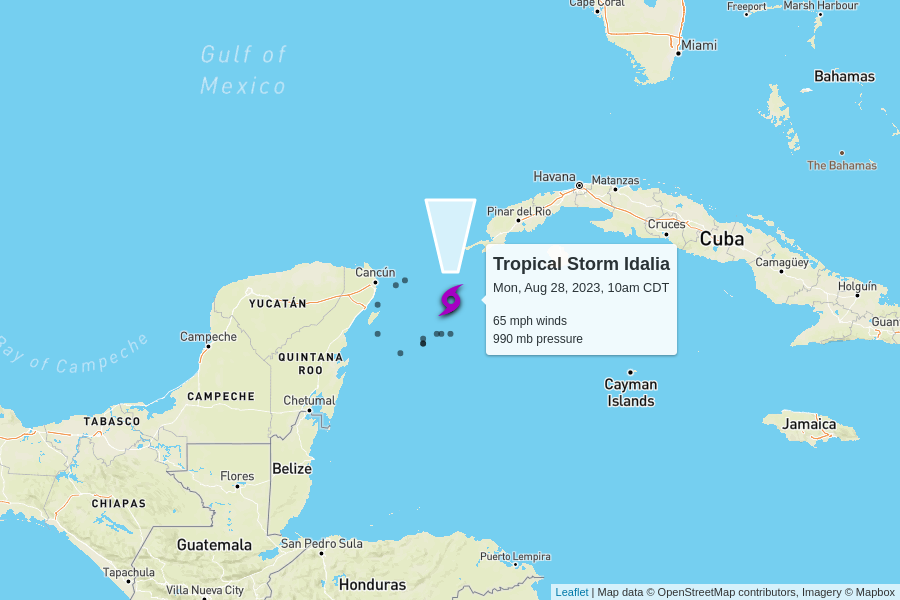 Cape Coral
Freeport
Marsh Harbour
Miami
Gulf of
Mexico
Bahamas
The Bahamas
Havana
Matanzas
Pinar del Rio
Cruces
Cuba
Camagüey
Holguín
Guan
Cancún
Tropical Storm Idalia
Mon, Aug 28, 2023, 10am CDT
65 mph winds
990 mb pressure
YUCATÁN
Campeche
Bay of Campeche
QUINTANA
ROO
CAMPECHE
Chetumal
Cayman
Islands
TABASCO
Jamaica
Belize
Flores
CHIAPAS
Guatemala
San Pedro Sula
Puerto Lempira
Tapachula
Villa Nueva City
Honduras
Leaflet | Map data © OpenStreetMap contributors, Imagery © Mapbox